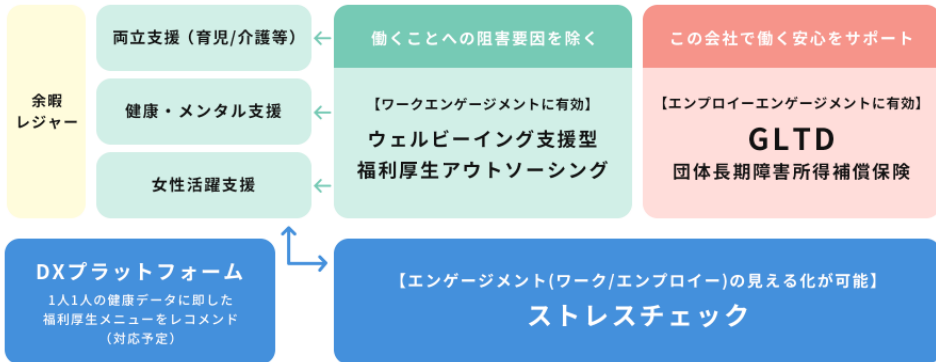 余暇
レジャー
両立支援（育児/介護等）
健康・メンタル支援
女性活躍支援
働くことへの阻害要因を除く
【ワークエンゲージメントに有効】
ウェルビーイング支援型
福利厚生アウトソーシング
この会社で働く安心をサポート
【エンプロイーエンゲージメントに有効】
GLTD
団体長期障害所得補償保険
DXプラットフォーム
1人1人の健康データに即した
福利厚生メニューをレコメンド
（対応予定）
【エンゲージメント(ワーク/エンプロイー)の見える化が可能】
ストレスチェック